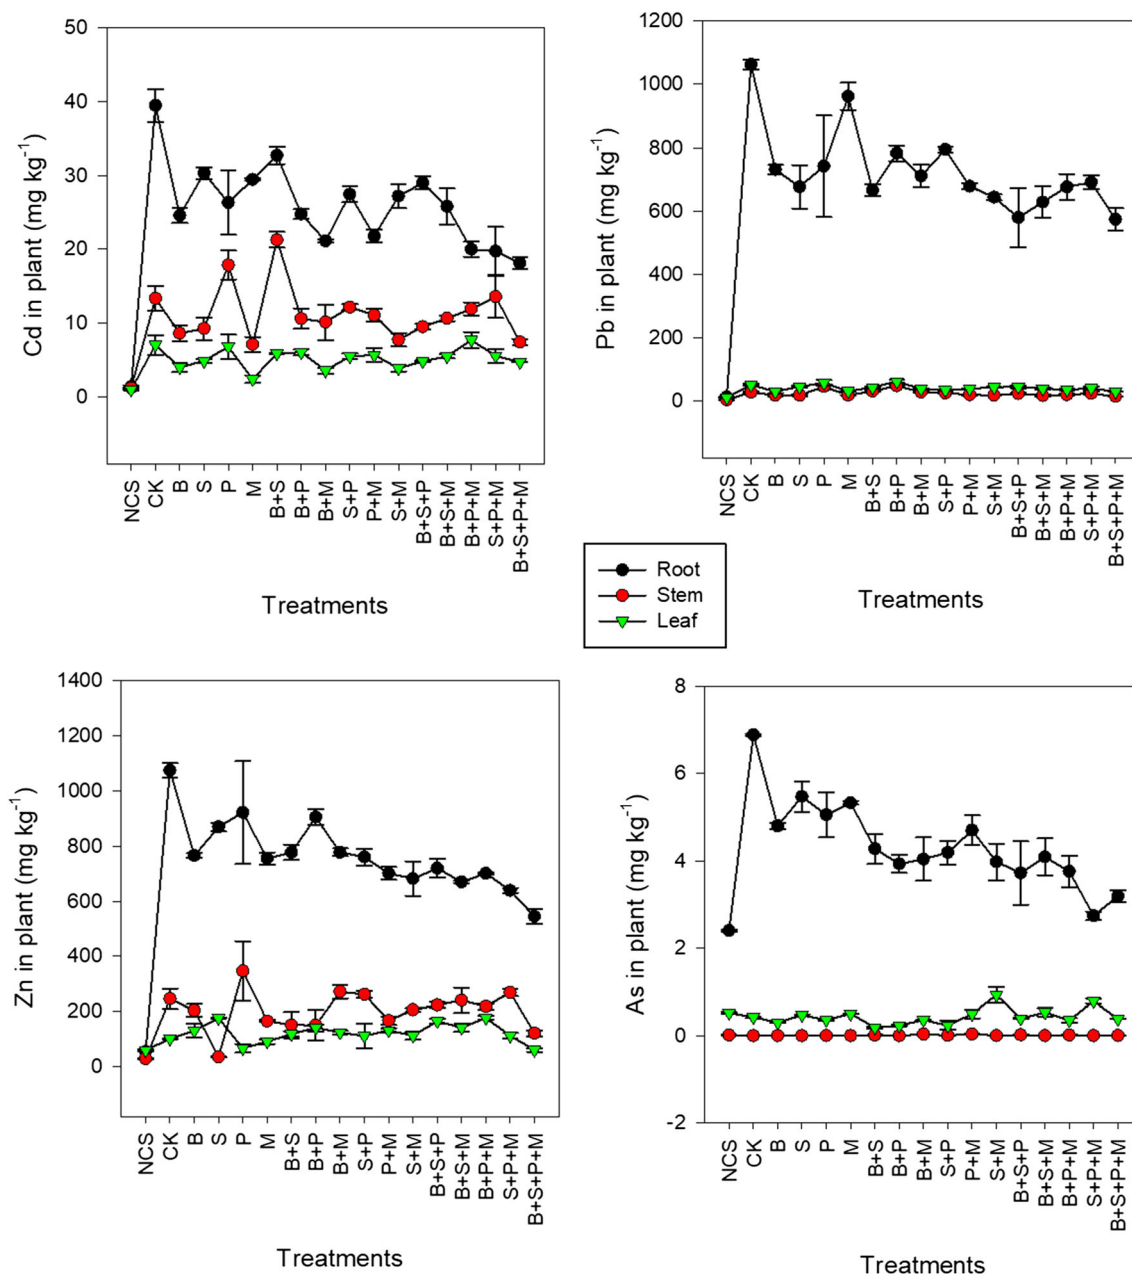 Cd in plant (mg kg-1)
50
40
30
20
10
0
NCS
CK
B
S
P
M
B+S
B+P
B+M
S+P
P+M
S+M
B+S+P
B+S+M
B+P+M
S+P+M
B+S+P+M
Treatments
Pb in plant (mg kg-1)
1200
1000
800
600
400
200
0
NCS
CK
B
S
P
M
B+S
B+P
B+M
S+P
P+M
S+M
B+S+P
B+S+M
B+P+M
S+P+M
B+S+P+M
Treatments
Root
Stem
Leaf
Zn in plant (mg kg-1)
1400
1200
1000
800
600
400
200
0
NCS
CK
B
S
P
M
B+S
B+P
B+M
S+P
P+M
S+M
B+S+P
B+S+M
B+P+M
S+P+M
B+S+P+M
Treatments
As in plant (mg kg-1)
8
6
4
2
0
-2
NCS
CK
B
S
P
M
B+S
B+P
B+M
S+P
P+M
S+M
B+S+P
B+S+M
B+P+M
S+P+M
B+S+P+M
Treatments